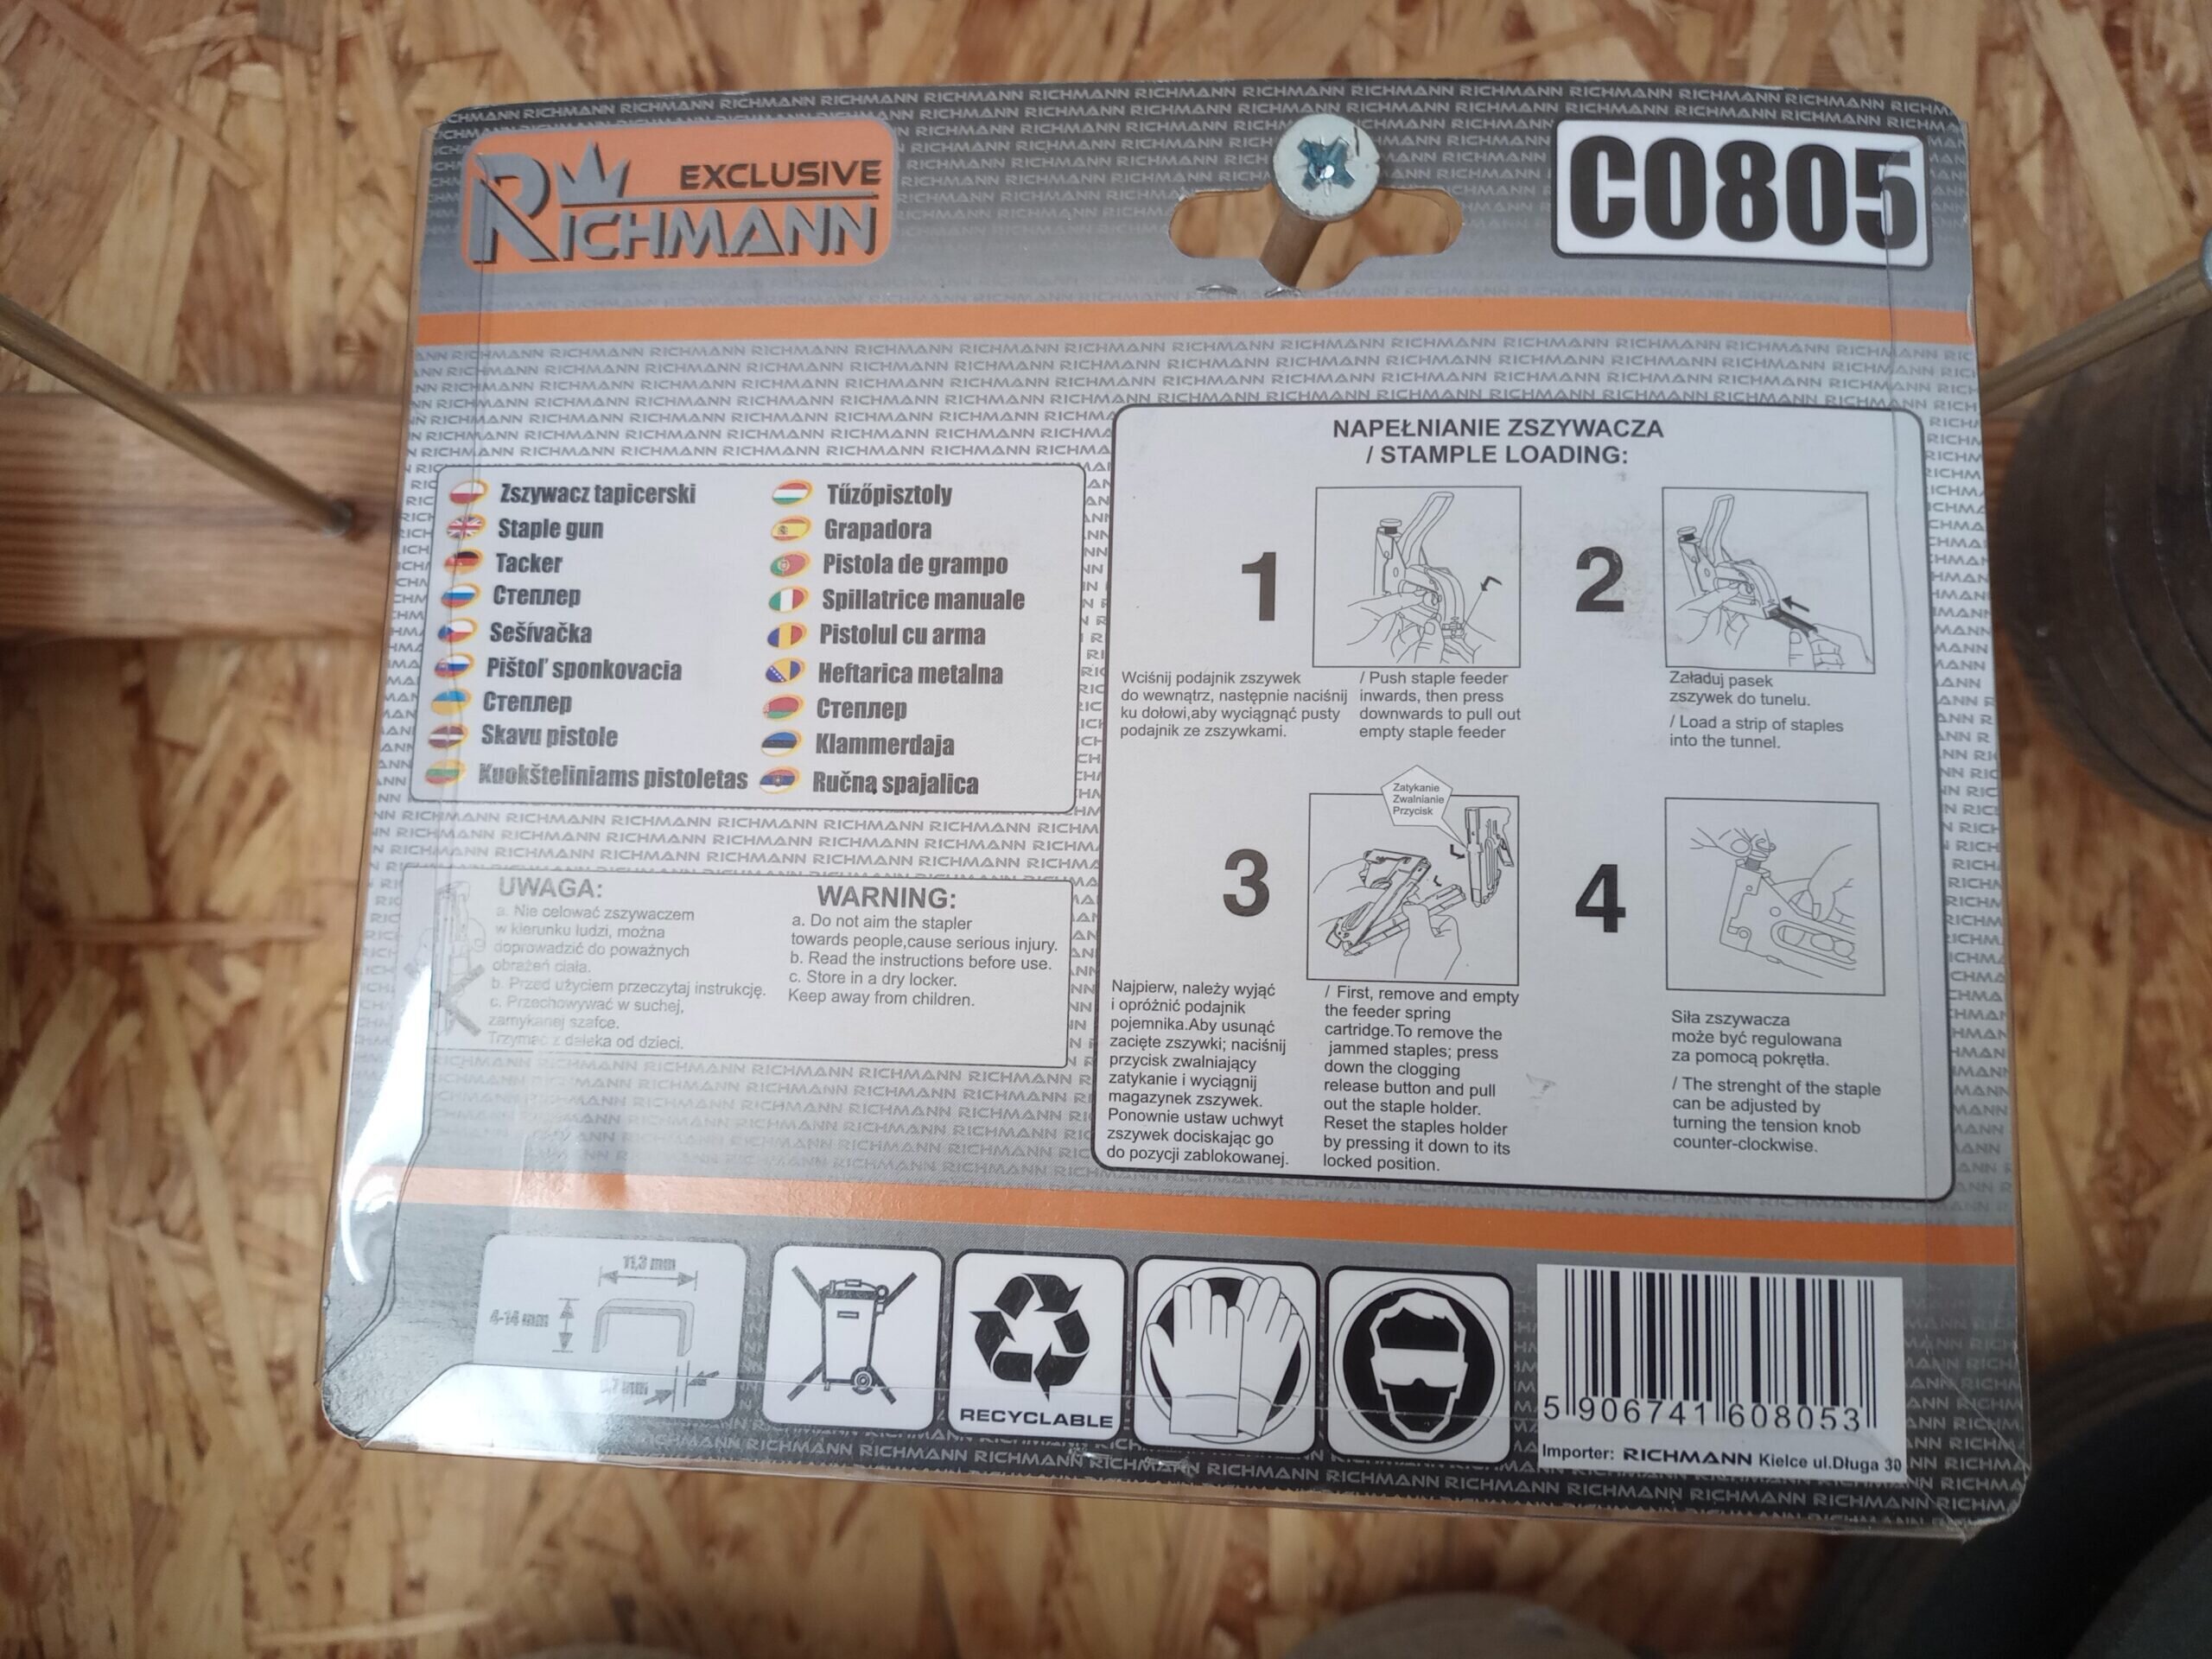 EXCLUSIVE
RICHMANN
C0805
Zszywacz tapicerski
Staple gun
Tacker
Степлер
Sešívačka
Pištoľ sponkovacia
Степлер
Skavu pistole
Kuokšteliniams pistoletas
Tűzőpisztoly
Grapadora
Pistola de grampo
Spillatrice manuale
Pistolul cu arma
Heftarica metalna
Степлер
Klammerdaja
Ručna spajalica
UWAGA:
a. Nie celować zszywaczem
w kierunku ludzi, można
doprowadzić do poważnych
obrażeń ciała.
b. Przed użyciem przeczytaj instrukcję.
c. Przechowywać w suchej,
zamykanej szafce.
Trzymać z daleka od dzieci.
WARNING:
a. Do not aim the stapler
towards people,cause serious injury.
b. Read the instructions before use.
c. Store in a dry locker.
Keep away from children.
NAPEŁNIANIE ZSZYWACZA
/ STAMPLE LOADING:
1
Wciśnij podajnik zszywek
do wewnątrz, następnie naciśnij
ku dołowi,aby wyciągnąć pusty
podajnik ze zszywkami.
/ Push staple feeder
inwards, then press
downwards to pull out
empty staple feeder
2
Załaduj pasek
zszywek do tunelu.
/ Load a strip of staples
into the tunnel.
3
Zatykanie
Zwalnianie
Przycisk
Najpierw, należy wyjąć
i opróżnić podajnik
pojemnika.Aby usunąć
zacięte zszywki; naciśnij
przycisk zwalniający
zatykanie i wyciągnij
magazynek zszywek.
Ponownie ustaw uchwyt
zszywek dociskając go
do pozycji zablokowanej.
/ First, remove and empty
the feeder spring
cartridge.To remove the
jammed staples; press
down the clogging
release button and pull
out the staple holder.
Reset the staples holder
by pressing it down to its
locked position.
4
Siła zszywacza
może być regulowana
za pomocą pokrętła.
/ The strenght of the staple
can be adjusted by
turning the tension knob
counter-clockwise.
11,3 mm
4-14 mm
0,7 mm
RECYCLABLE
5 906741 608053
Importer: RICHMANN Kielce ul.Długa 30